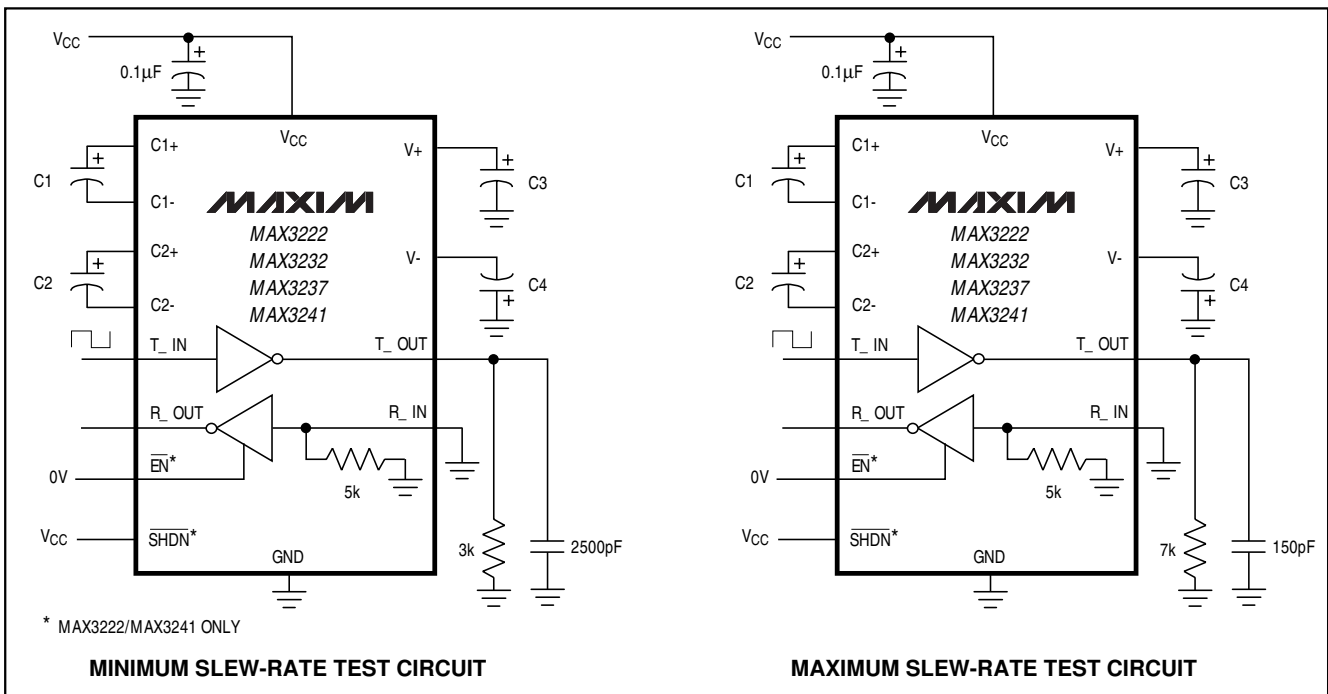 VCC
+
0.1µF
VCC
C1+
V+
+
+
C1
C3
C1-
MAXIM
MAX3222
C2+
V-
MAX3232
+
C2
C4
MAX3237
+
C2-
MAX3241
T_ IN
T_ OUT
R_ OUT
R_ IN
EN*
0V
5k
VCC
SHDN*
3k
2500pF
GND
* MAX3222/MAX3241 ONLY
MINIMUM SLEW-RATE TEST CIRCUIT
VCC
+
0.1µF
VCC
C1+
V+
+
+
C1
C3
C1-
MAXIM
MAX3222
C2+
V-
MAX3232
+
C2
C4
MAX3237
+
C2-
MAX3241
T_ IN
T_ OUT
R_ OUT
R_ IN
EN*
0V
5k
VCC
SHDN*
7k
150pF
GND
MAXIMUM SLEW-RATE TEST CIRCUIT